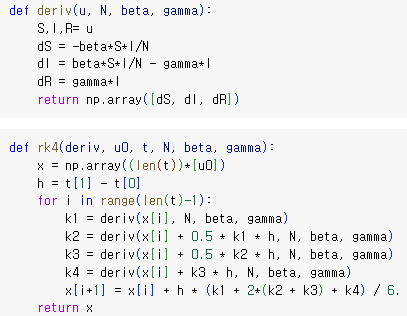 def deriv(u, N, beta, gamma):
    S,I,R= u
    dS = -beta*S*I/N
    dI = beta*S*I/N - gamma*I
    dR = gamma*I
    return np.array([dS, dI, dR])
def rk4(deriv, u0, t, N, beta, gamma):
    x = np.array((len(t))*[u0])
    h = t[1] - t[0]
    for i in range(len(t)-1):
        k1 = deriv(x[i], N, beta, gamma)
        k2 = deriv(x[i] + 0.5 * k1 * h, N, beta, gamma)
        k3 = deriv(x[i] + 0.5 * k2 * h, N, beta, gamma)
        k4 = deriv(x[i] + k3 * h, N, beta, gamma)
        x[i+1] = x[i] + h * (k1 + 2*(k2 + k3) + k4) / 6.
    return x